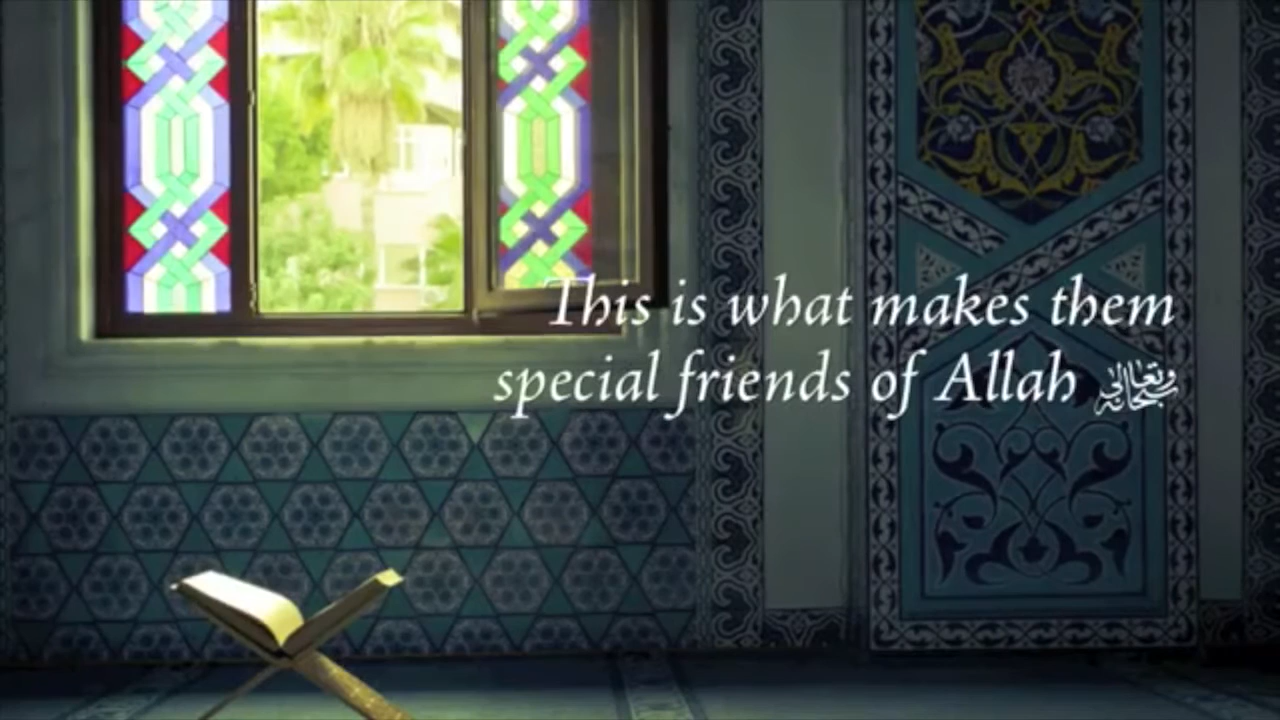 This is what makes them
special friends of Allah سبحانه وتعالى